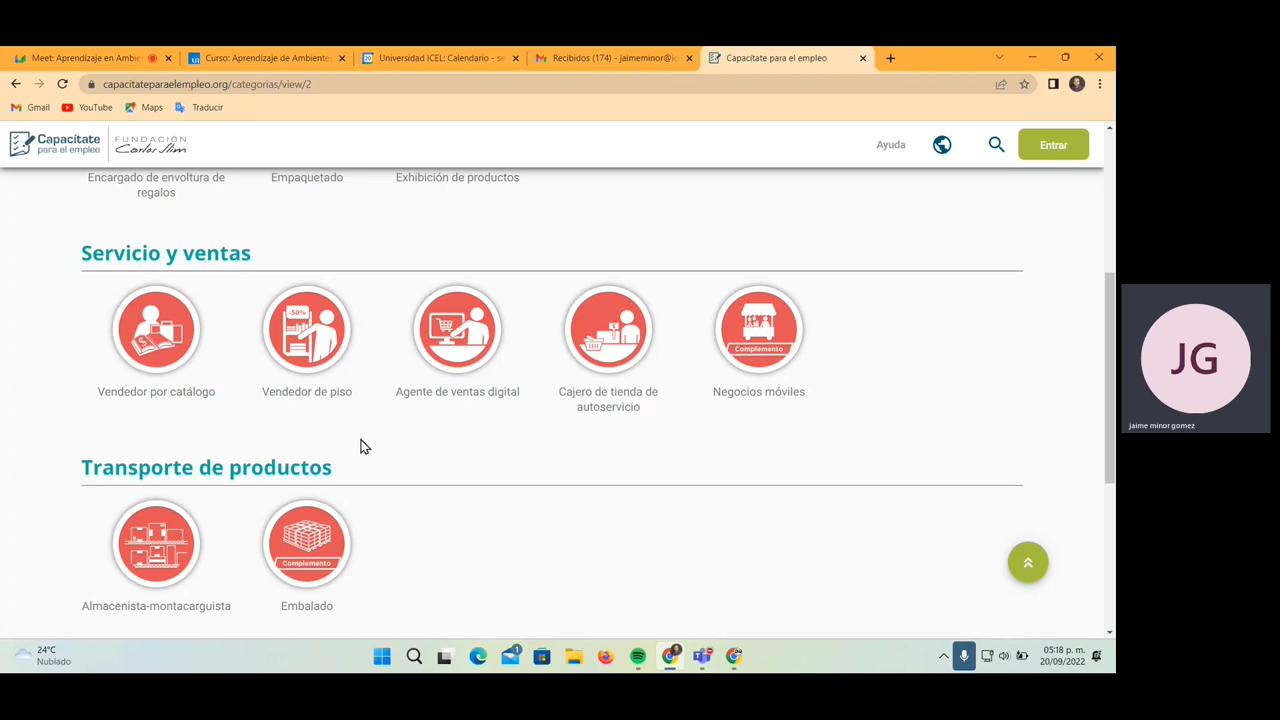 Meet: Aprendizaje en Ambie
Curso: Aprendizaje de Ambiente
Universidad ICEL: Calendario - se
Recibidos (174) - jaimeminor@ic
Capacítate para el empleo
capacitateparaelempleo.org/categorias/view/2
Gmail
YouTube
Maps
Traducir
Capacítate
para el empleo
FUNDACIÓN
Carlos Slim
Ayuda
Entrar
Encargado de envoltura de
regalos
Empaquetado
Exhibición de productos
Servicio y ventas
-50%
Complemento
Vendedor por catálogo
Vendedor de piso
Agente de ventas digital
Cajero de tienda de
autoservicio
Negocios móviles
Transporte de productos
Complemento
Almacenista-montacarguista
Embalado
JG
jaime minor gomez
24°C
Nublado
05:18 p. m.
20/09/2022